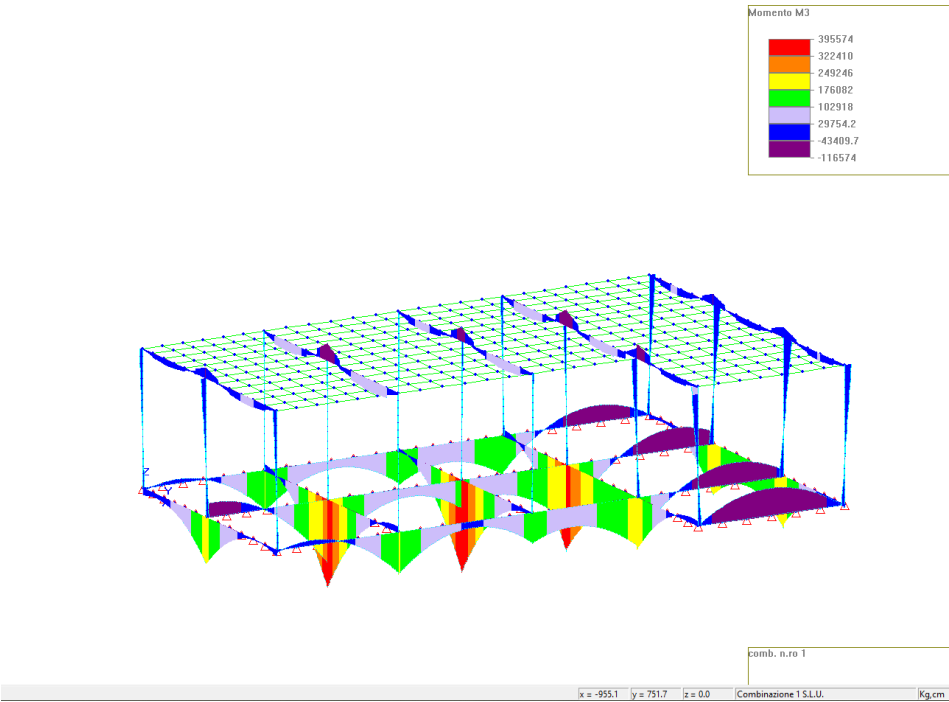 Momento M3
395574
322410
249246
176082
102918
29754.2
-43409.7
-116574
Z
Y
X
comb. n.ro 1
x = -955.1 y = 751.7 z = 0.0 Combinazione 1 S.L.U. Kg,cm